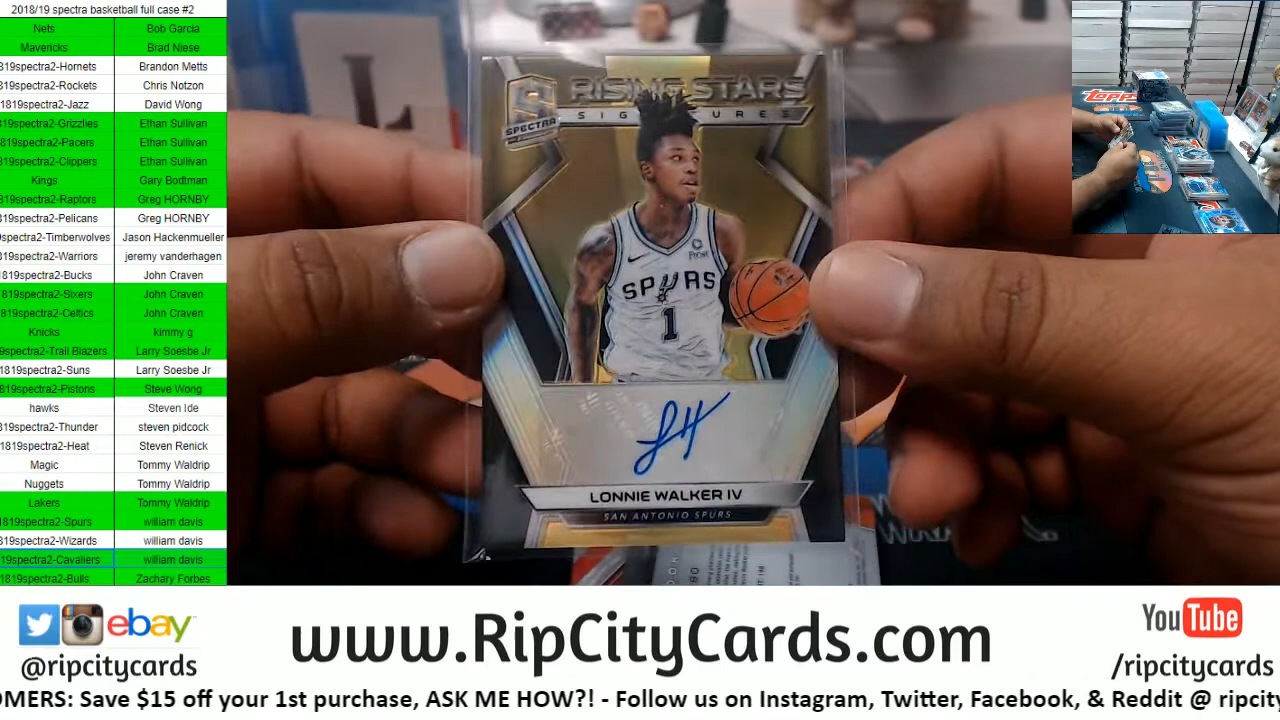 2018/19 spectra basketball full case #2
Nets Bob Garcia
Mavericks Brad Niese
1819spectra2-Hornets Brandon Metts
1819spectra2-Rockets Chris Notzon
1819spectra2-Jazz David Wong
819spectra2-Grizzlies Ethan Sullivan
1819spectra2-Pacers Ethan Sullivan
819spectra2-Clippers Ethan Sullivan
Kings Gary Bodtman
819spectra2-Raptors Greg HORNBY
819spectra2-Pelicans Greg HORNBY
spectra2-Timberwolves Jason Hackenmueller
19spectra2-Warriors jeremy vanderhagen
819spectra2-Bucks John Craven
1819spectra2-Sixers John Craven
819spectra2-Celtics John Craven
Knicks kimmy g
9spectra2-Trail Blazers Larry Soesbe Jr
1819spectra2-Suns Larry Soesbe Jr
819spectra2-Pistons Steve Wong
hawks Steven Ide
819spectra2-Thunder steven pidcock
1819spectra2-Heat Steven Renick
Magic Tommy Waldrip
Nuggets Tommy Waldrip
Lakers Tommy Waldrip
1819spectra2-Spurs william davis
819spectra2-Wizards william davis
19spectra2-Cavaliers william davis
1819spectra2-Bulls Zachary Forbes
RISING STARS
SPECTRA
SPURS
1
LONNIE WALKER IV
SAN ANTONIO SPURS
TOPPS
ebay
@ripcitycards
www.RipCityCards.com
YouTube
/ripcitycards
OMERS: Save $15 off your 1st purchase, ASK ME HOW?! - Follow us on Instagram, Twitter, Facebook, & Reddit @ ripcity